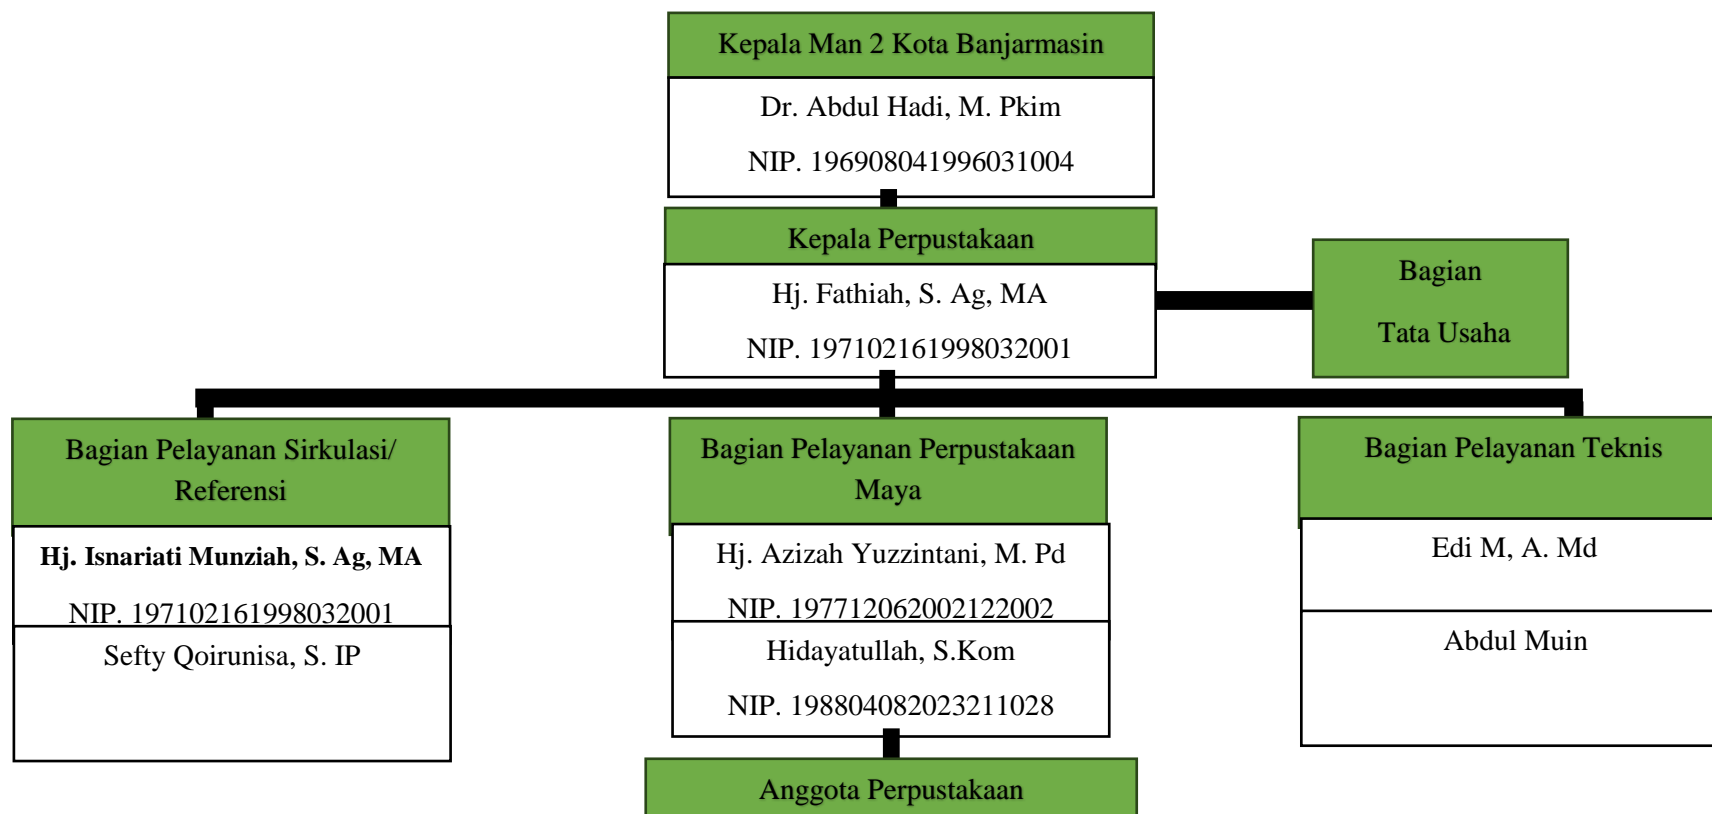 Kepala Man 2 Kota Banjarmasin
Dr. Abdul Hadi, M. Pkim
NIP. 196908041996031004
Kepala Perpustakaan
Hj. Fathiah, S. Ag, MA
NIP. 197102161998032001
Bagian
Tata Usaha
Bagian Pelayanan Sirkulasi/
Referensi
Hj. Isnariati Munziah, S. Ag, MA
NIP. 197102161998032001
Sefty Qoirunisa, S. IP
Bagian Pelayanan Perpustakaan
Maya
Hj. Azizah Yuzzintani, M. Pd
NIP. 197712062002122002
Hidayatullah, S.Kom
NIP. 198804082023211028
Bagian Pelayanan Teknis
Edi M, A. Md
Abdul Muin
Anggota Perpustakaan